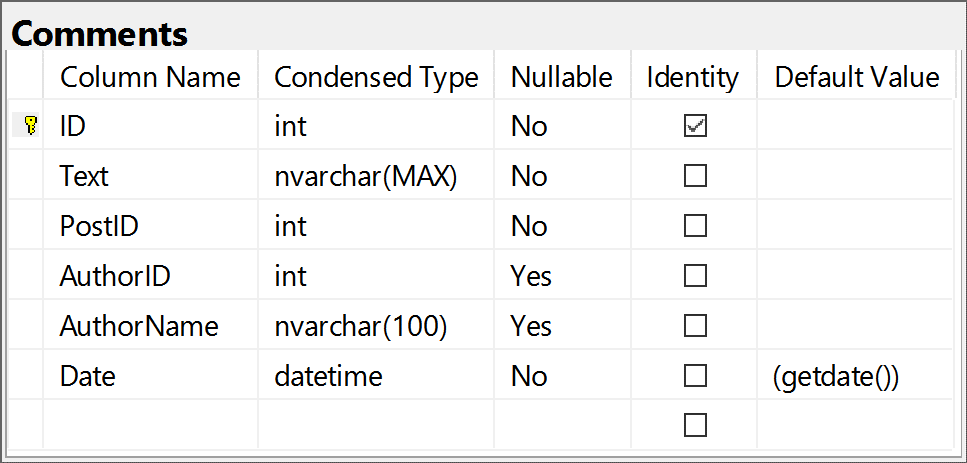 Comments
Column Name Condensed Type Nullable Identity Default Value
ID int No
Text nvarchar(MAX) No
PostID int No
AuthorID int Yes
AuthorName nvarchar(100) Yes
Date datetime No (getdate())